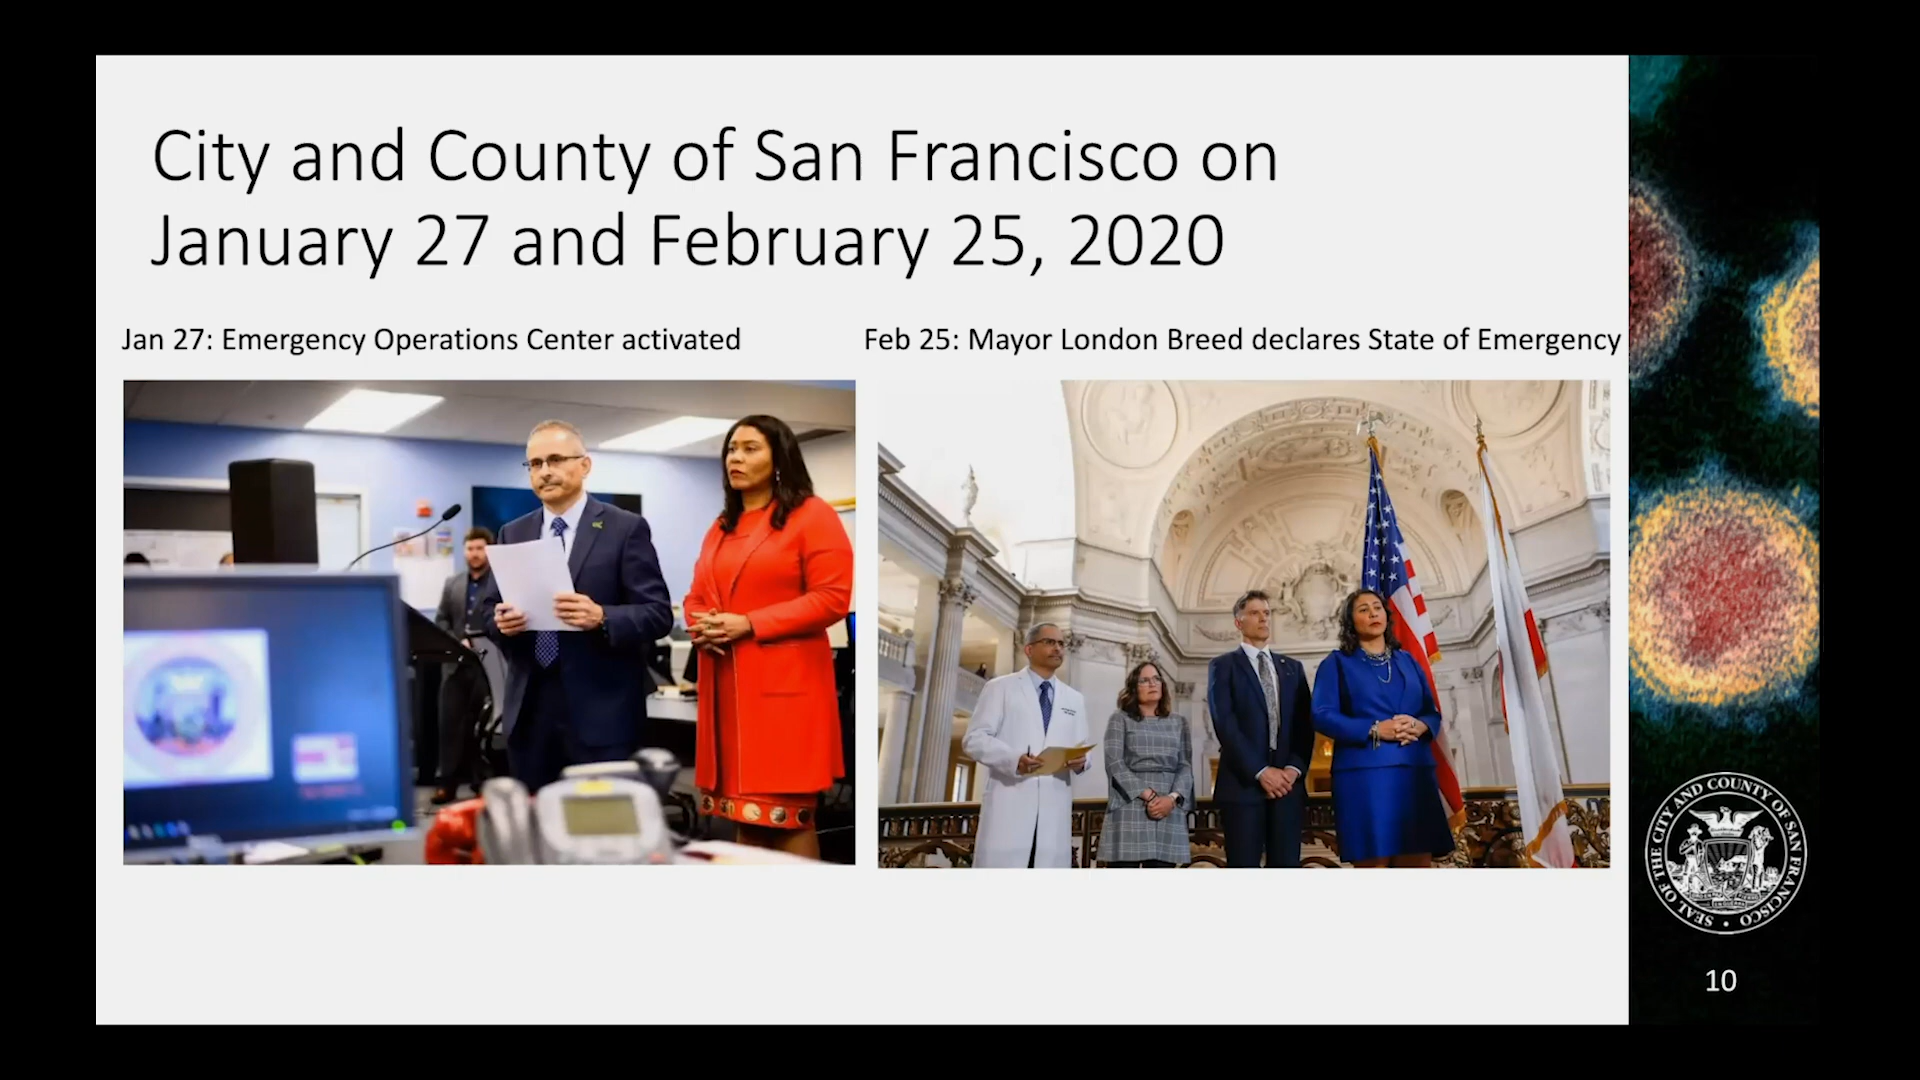 City and County of San Francisco on
January 27 and February 25, 2020
Jan 27: Emergency Operations Center activated
Feb 25: Mayor London Breed declares State of Emergency
SEAL OF THE CITY AND COUNTY OF SAN FRANCISCO
10